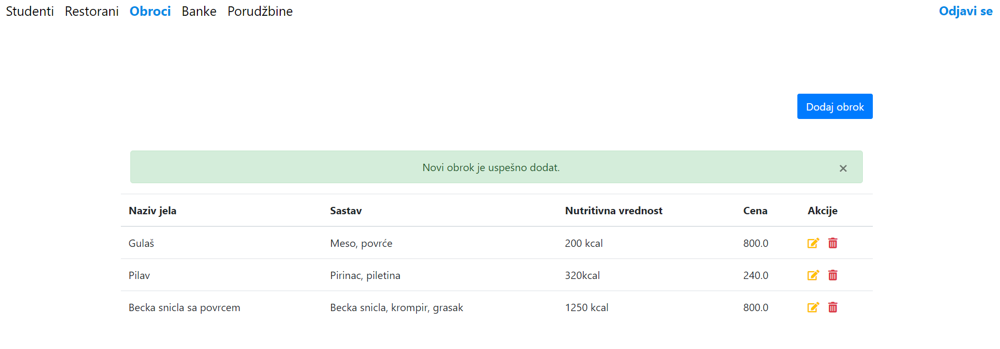 Studenti Restorani Obroci Banke Porudžbine Odjavi se
Dodaj obrok
Novi obrok je uspešno dodat. ×
Naziv jela Sastav Nutritivna vrednost Cena Akcije
Gulaš Meso, povrće 200 kcal 800.0
Pilav Pirinac, piletina 320kcal 240.0
Becka snicla sa povrcem Becka snicla, krompir, grasak 1250 kcal 800.0